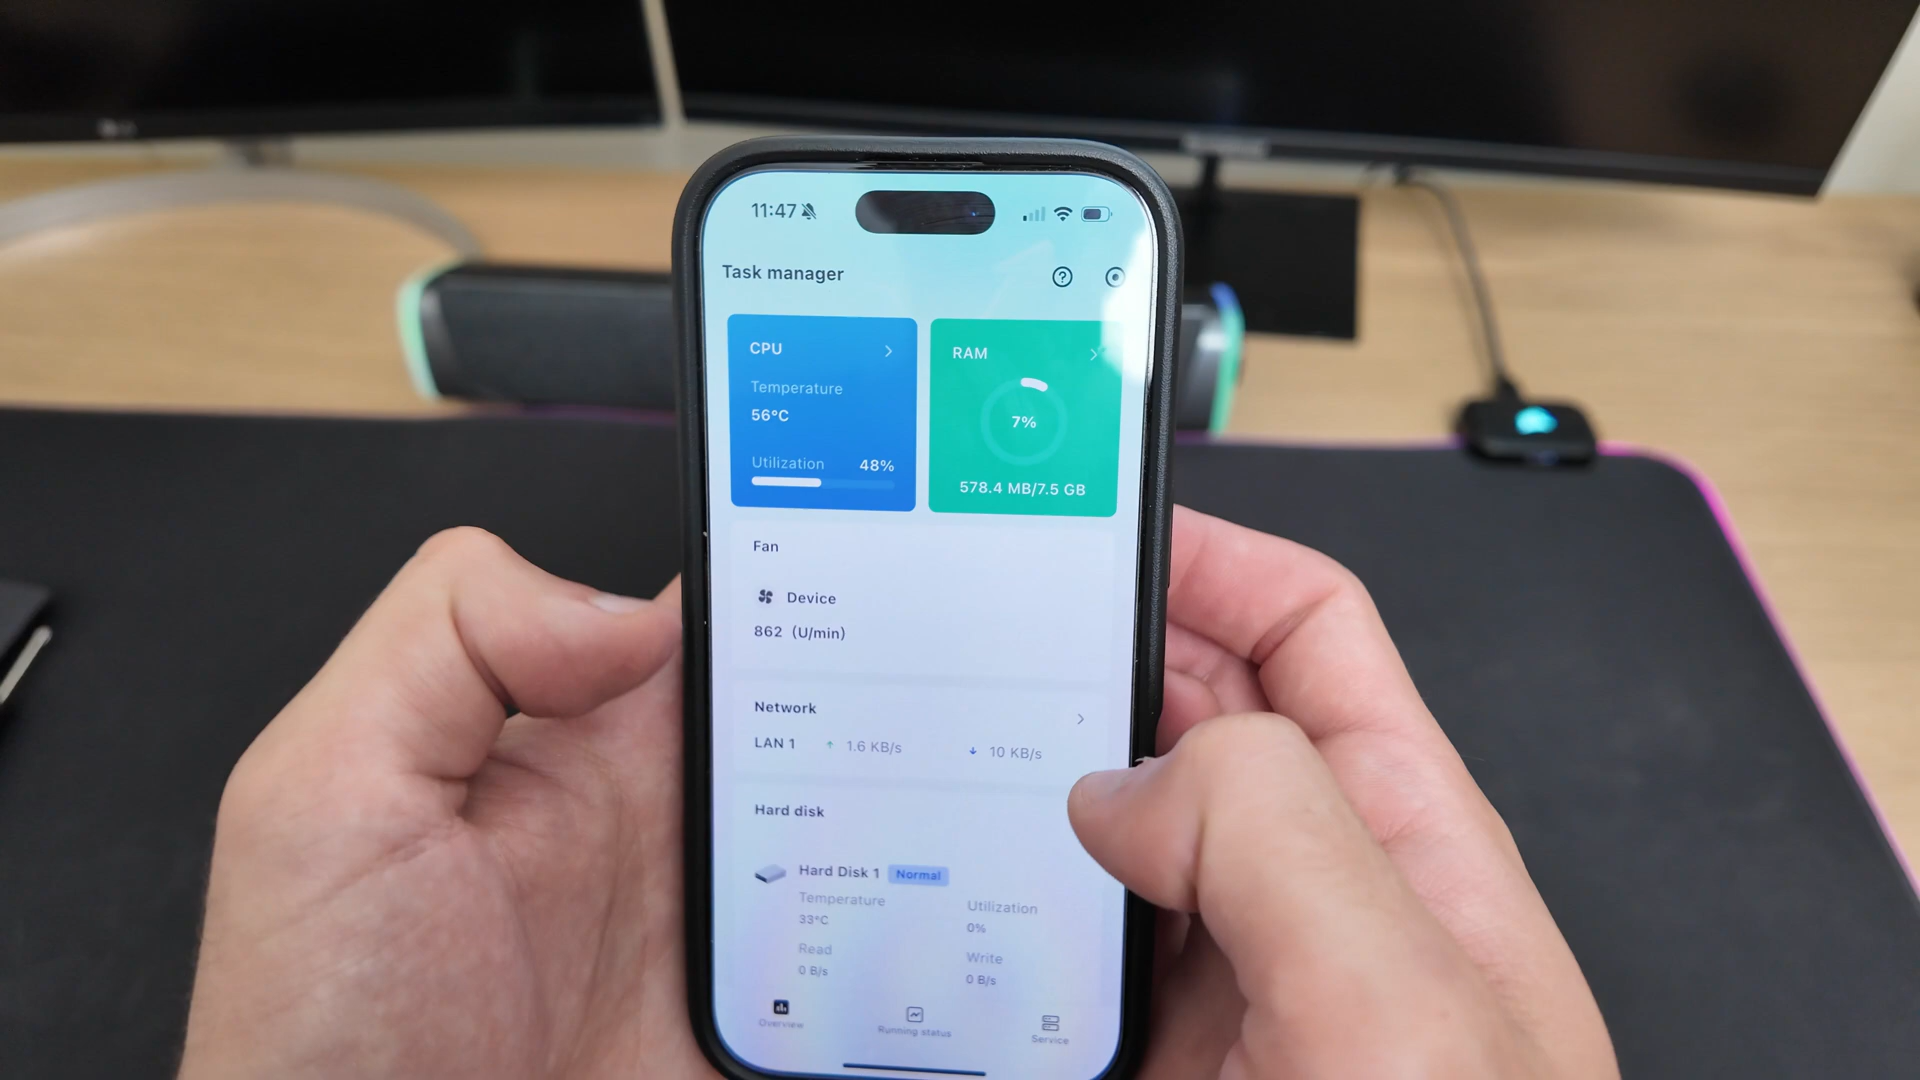 11:47
Task manager
CPU
Temperature
56°C
Utilization 48%
RAM
7%
578.4 MB/7.5 GB
Fan
Device
862 (U/min)
Network
LAN 1 ↑ 1.6 KB/s ↓ 10 KB/s
Hard disk
Hard Disk 1 Normal
Temperature
33°C
Utilization
0%
Read
0 B/s
Write
0 B/s
Overview
Running status
Service